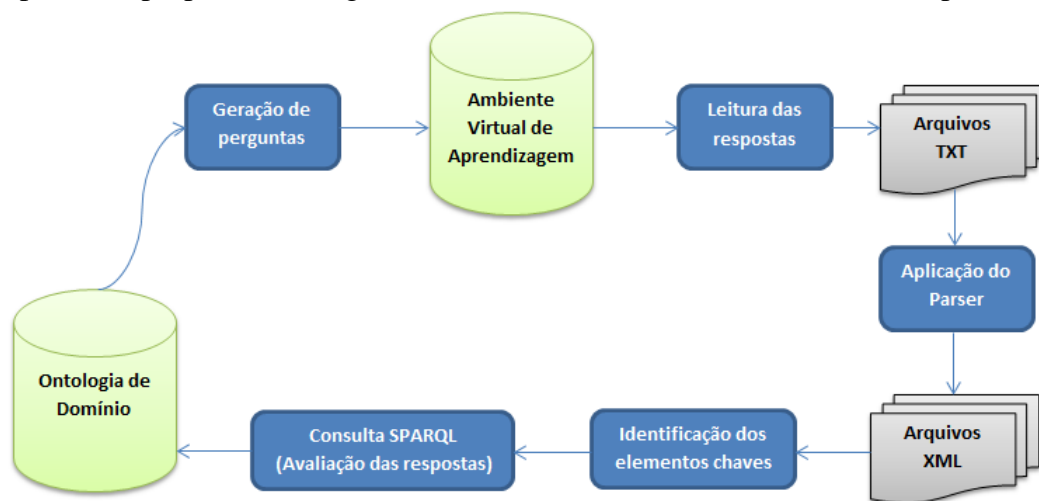 Geração de
perguntas
Ambiente
Virtual de
Aprendizagem
Leitura das
respostas
Arquivos
TXT
Aplicação do
Parser
Arquivos
XML
Identificação dos
elementos chaves
Consulta SPARQL
(Avaliação das respostas)
Ontologia de
Domínio